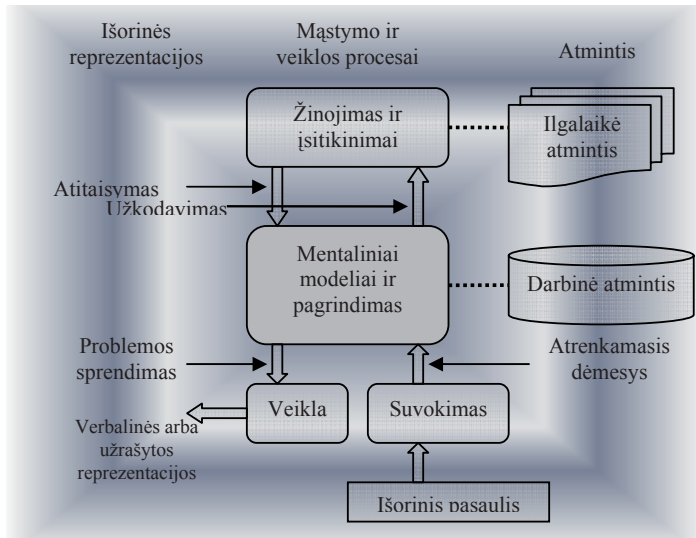 Išorinės
reprezentacijos
Mąstymo ir
veiklos procesai
Atmintis
Žinojimas ir
įsitikinimai
Ilgalaikė
atmintis
Atitaisymas
Užkodavimas
Mentaliniai
modeliai ir
pagrindimas
Darbinė atmintis
Problemos
sprendimas
Atrenkamasis
dėmesys
Veikla
Suvokimas
Verbalinės arba
užrašytos
reprezentacijos
Išorinis pasaulis